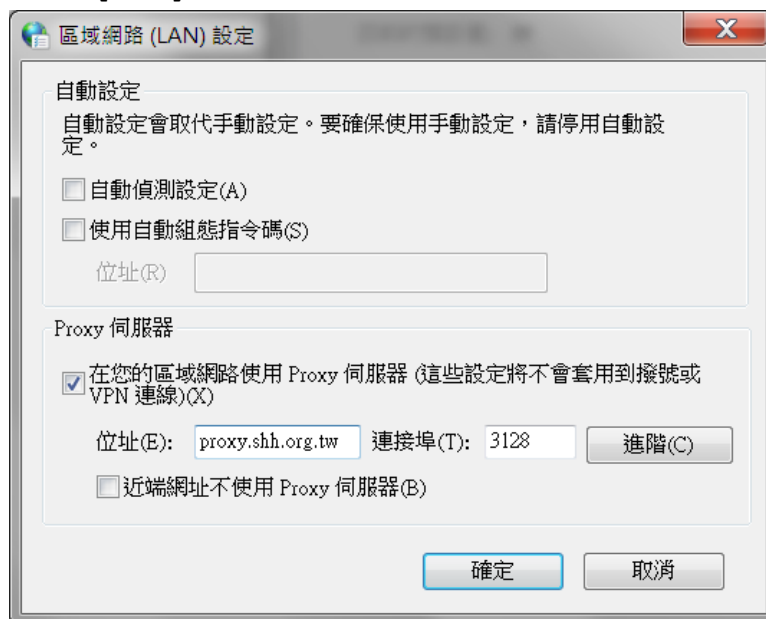 區域網路 (LAN) 設定
自動設定
自動設定會取代手動設定。要確保使用手動設定，請停用自動設
定。
自動偵測設定(A)
使用自動組態指令碼(S)
位址(R)
Proxy 伺服器
在您的區域網路使用 Proxy 伺服器 (這些設定將不會套用到撥號或
VPN 連線)(X)
位址(E): proxy.shh.org.tw 連接埠(T): 3128 進階(C)
近端網址不使用 Proxy 伺服器(B)
確定 取消